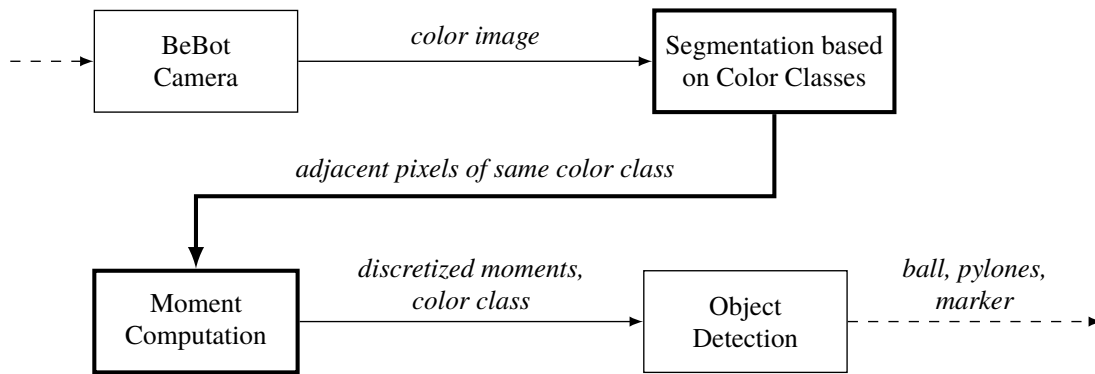 BeBot
Camera
color image
Segmentation based
on Color Classes
adjacent pixels of same color class
Moment
Computation
discretized moments,
color class
Object
Detection
ball, pylones,
marker